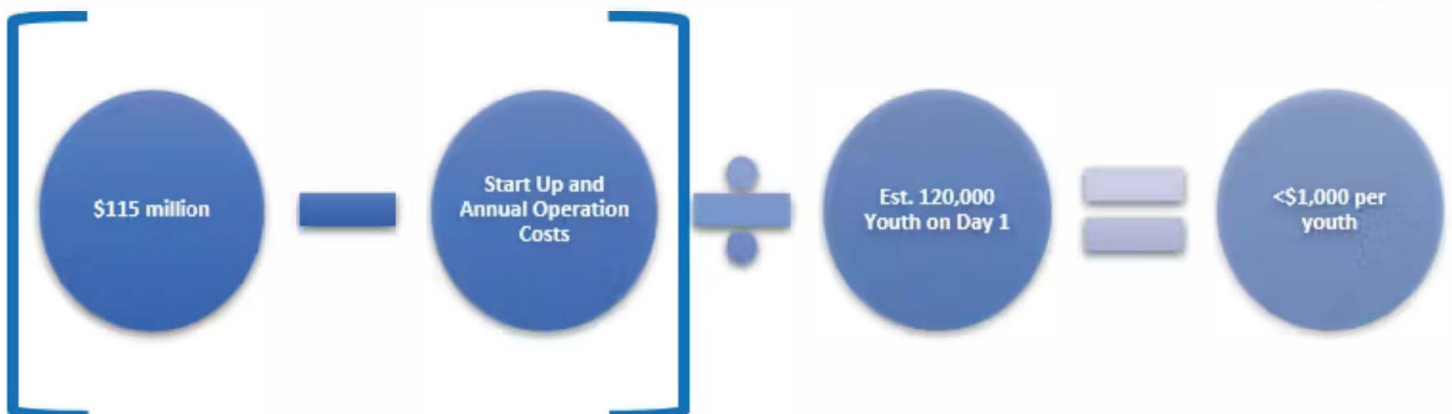 $115 million
Start Up and
Annual Operation
Costs
Est. 120,000
Youth on Day 1
<$1,000 per
youth